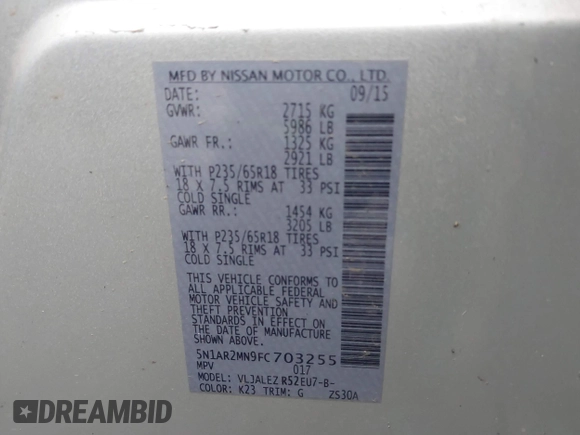 MFD BY NISSAN MOTOR CO., LTD.
DATE: 09/15
GVWR: 2715 KG
5986 LB
GAWR FR.: 1325 KG
2921 LB
WITH P235/65R18 TIRES
18 X 7.5 RIMS AT 33 PSI
COLD SINGLE
GAWR RR.: 1454 KG
3205 LB
WITH P235/65R18 TIRES
18 X 7.5 RIMS AT 33 PSI
COLD SINGLE
THIS VEHICLE CONFORMS TO
ALL APPLICABLE FEDERAL
MOTOR VEHICLE SAFETY AND
THEFT PREVENTION
STANDARDS IN EFFECT ON
THE DATE OF MANUFACTURE
SHOWN ABOVE.
5N1AR2MN9FC703255
MPV 017
MODEL: VLJALEZ R52EU7-B-
COLOR: K23 TRIM: G ZS30A
DREAMBID